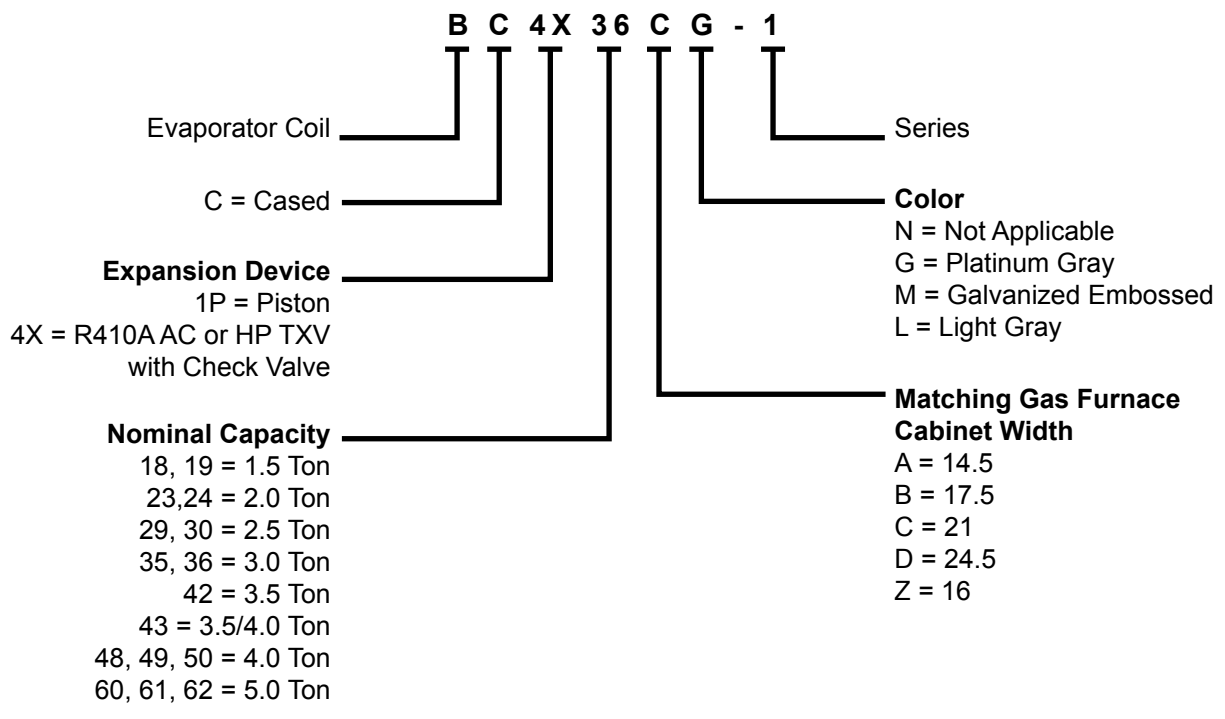 B C 4X 36 C G - 1
Evaporator Coil
C = Cased
Expansion Device
1P = Piston
4X = R410A AC or HP TXV
with Check Valve
Nominal Capacity
18, 19 = 1.5 Ton
23,24 = 2.0 Ton
29, 30 = 2.5 Ton
35, 36 = 3.0 Ton
42 = 3.5 Ton
43 = 3.5/4.0 Ton
48, 49, 50 = 4.0 Ton
60, 61, 62 = 5.0 Ton
Series
Color
N = Not Applicable
G = Platinum Gray
M = Galvanized Embossed
L = Light Gray
Matching Gas Furnace
Cabinet Width
A = 14.5
B = 17.5
C = 21
D = 24.5
Z = 16